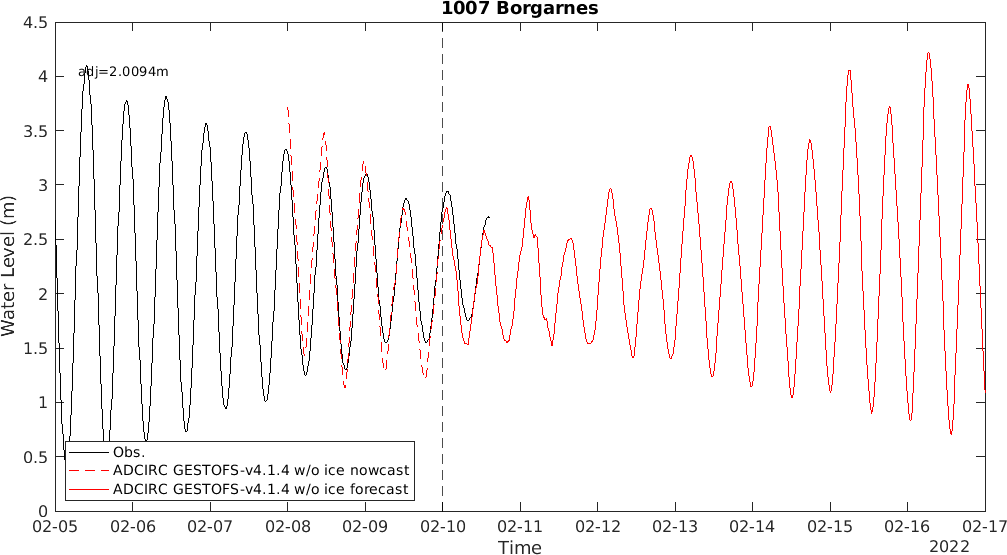 1007 Borgarnes
4.5
4
3.5
3
2.5
2
1.5
1
0.5
0
Water Level (m)
adj=2.0094m
Obs.
ADCIRC GESTOFS-v4.1.4 w/o ice nowcast
ADCIRC GESTOFS-v4.1.4 w/o ice forecast
02-05 02-06 02-07 02-08 02-09 02-10 02-11 02-12 02-13 02-14 02-15 02-16 02-17
Time
2022